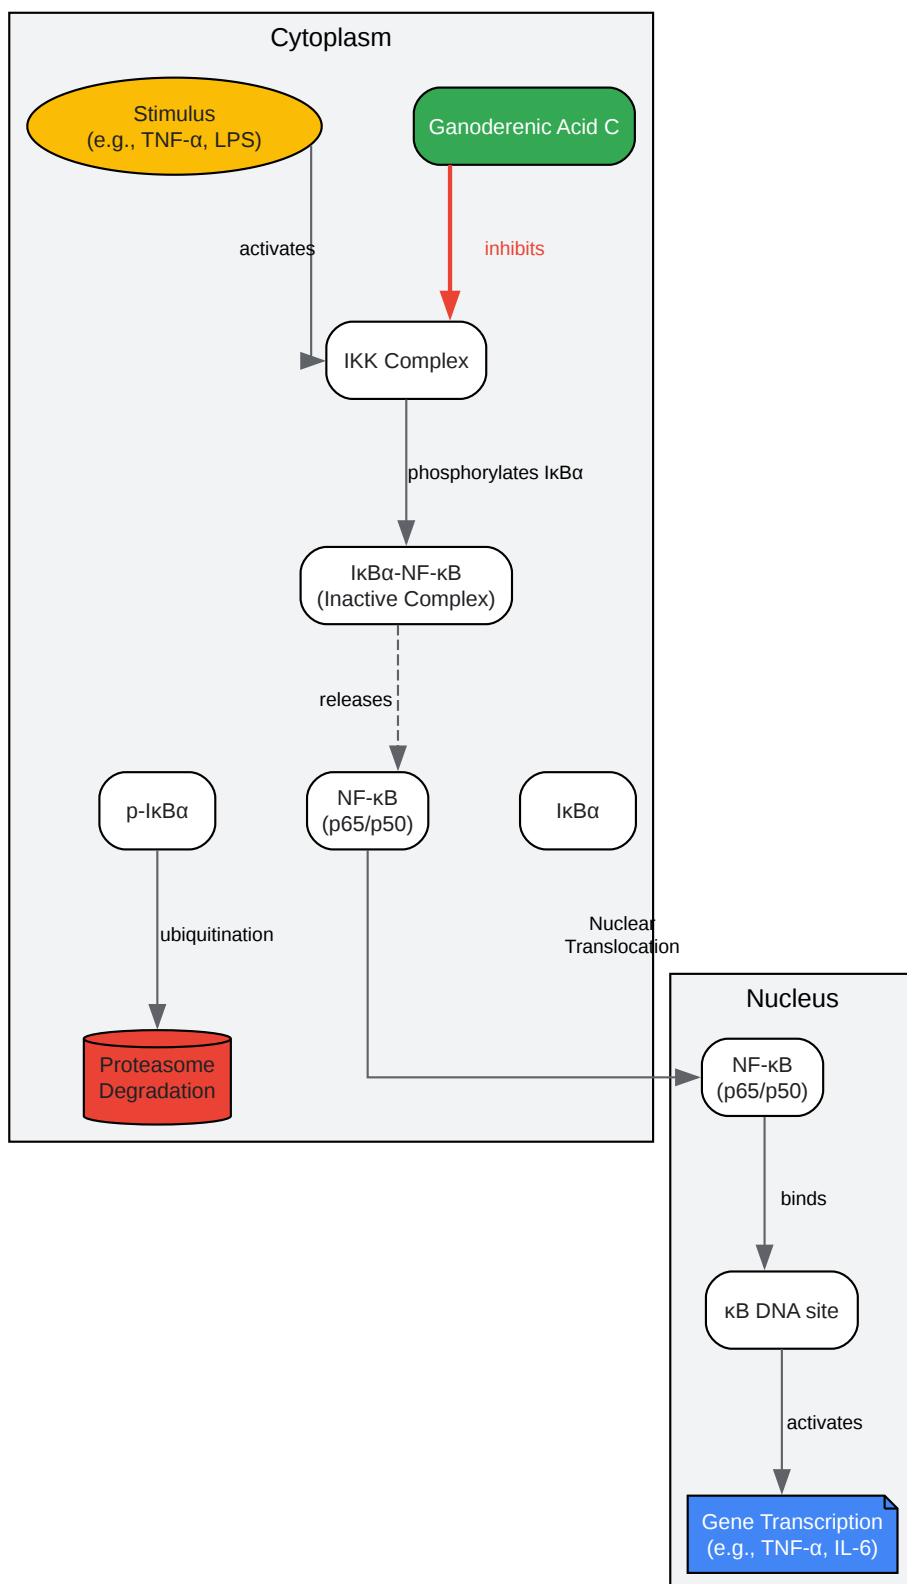 Cytoplasm
Stimulus
(e.g., TNF-α, LPS)
Ganoderenic Acid C
activates
inhibits
IKK Complex
phosphorylates IκBα
IκBα-NF-κB
(Inactive Complex)
releases
p-IκBα
NF-κB
(p65/p50)
IκBα
ubiquitination
Nuclear
Translocation
Proteasome
Degradation
Nucleus
NF-κB
(p65/p50)
binds
κB DNA site
activates
Gene Transcription
(e.g., TNF-α, IL-6)